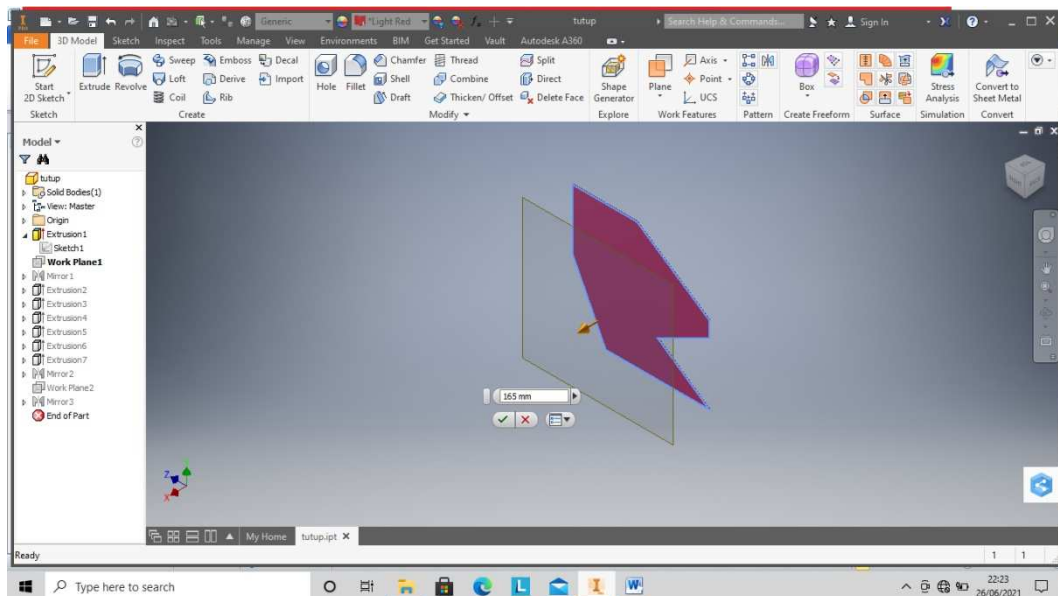 Generic
*Light Red
tutup
Search Help & Commands...
Sign In
File 3D Model Sketch Inspect Tools Manage View Environments BIM Get Started Vault Autodesk A360
Start 2D Sketch
Extrude
Revolve
Sweep Emboss Decal
Loft Derive Import
Coil Rib
Hole
Fillet
Chamfer Thread Split
Shell Combine Direct
Draft Thicken/ Offset Delete Face
Shape Generator
Plane
Axis
Point
UCS
Box
Stress Analysis
Convert to Sheet Metal
Sketch Create Modify Explore Work Features Pattern Create Freeform Surface Simulation Convert
Model
tutup
Solid Bodies(1)
View: Master
Origin
Extrusion1
Sketch1
Work Plane1
Mirror1
Extrusion2
Extrusion3
Extrusion4
Extrusion5
Extrusion6
Extrusion7
Mirror2
Work Plane2
Mirror3
End of Part
165 mm
Z
X
My Home tutup.ipt
Ready 1 1
Type here to search
22:23
26/06/2021